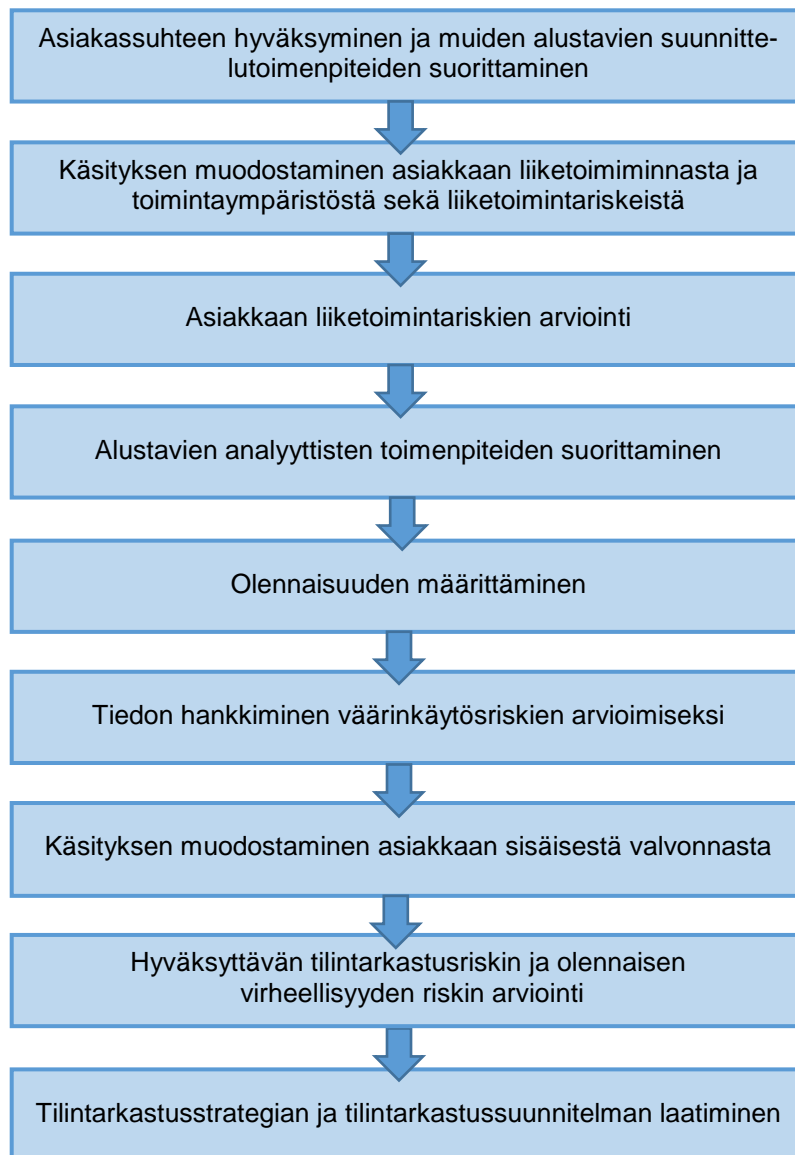 Asiakassuhteen hyväksyminen ja muiden alustavien suunnitte-
lutoimenpiteiden suorittaminen
Käsityksen muodostaminen asiakkaan liiketoimiminnasta ja
toimintaympäristöstä sekä liiketoimintariskeistä
Asiakkaan liiketoimintariskien arviointi
Alustavien analyyttisten toimenpiteiden suorittaminen
Olennaisuuden määrittäminen
Tiedon hankkiminen väärinkäytösriskien arvioimiseksi
Käsityksen muodostaminen asiakkaan sisäisestä valvonnasta
Hyväksyttävän tilintarkastusriskin ja olennaisen
virheellisyyden riskin arviointi
Tilintarkastusstrategian ja tilintarkastussuunnitelman laatiminen